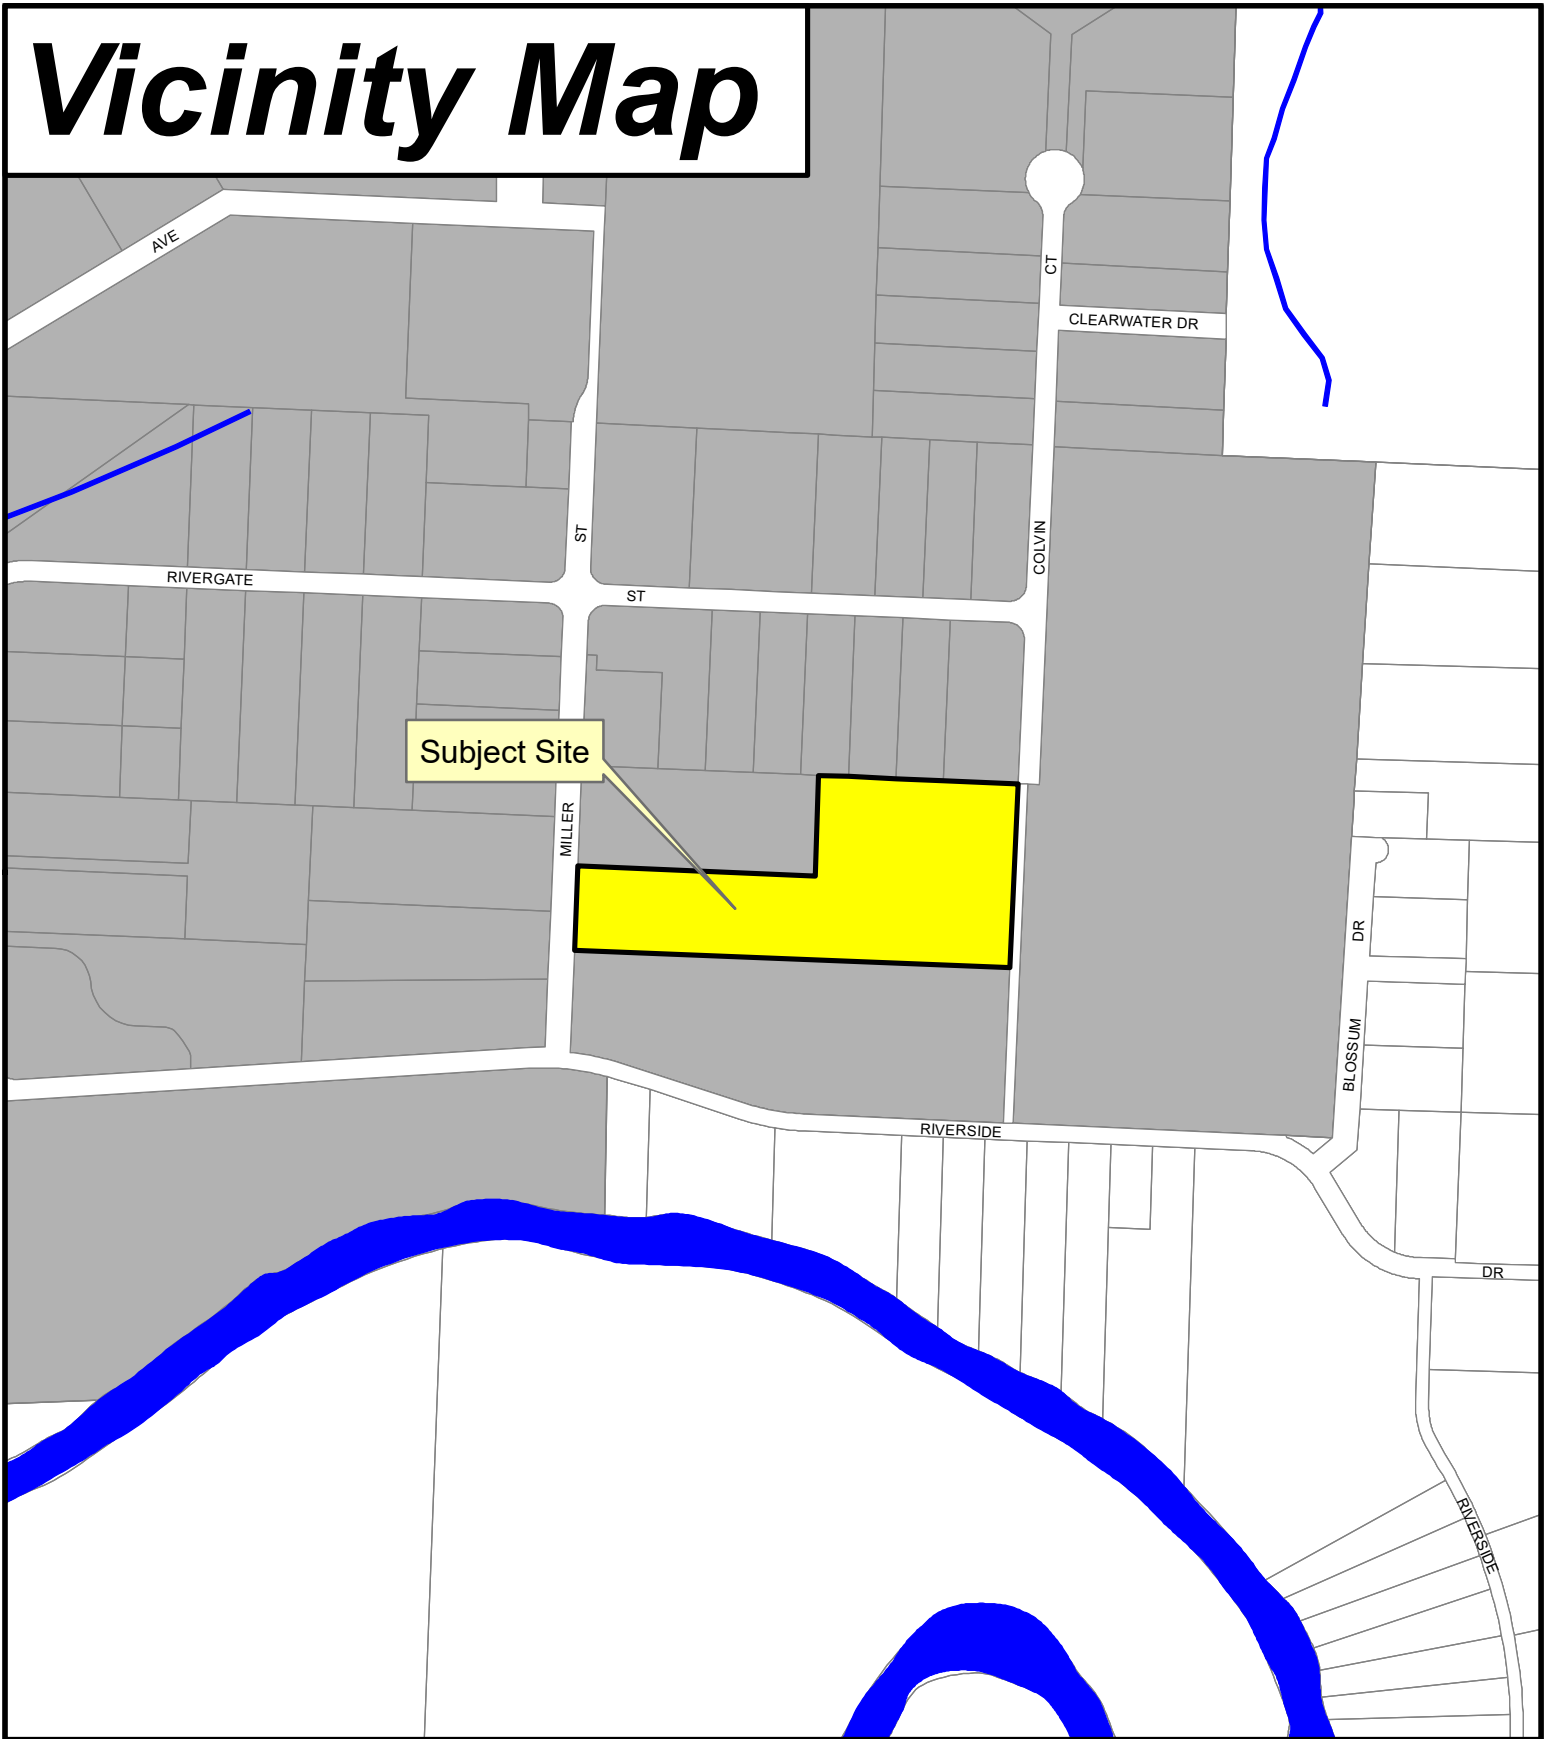 Vicinity Map
AVE
CT
CLEARWATER DR
ST
COLVIN
RIVERGATE
ST
Subject Site
MILLER
DR
BLOSSUM
RIVERSIDE
DR
RIVERSIDE